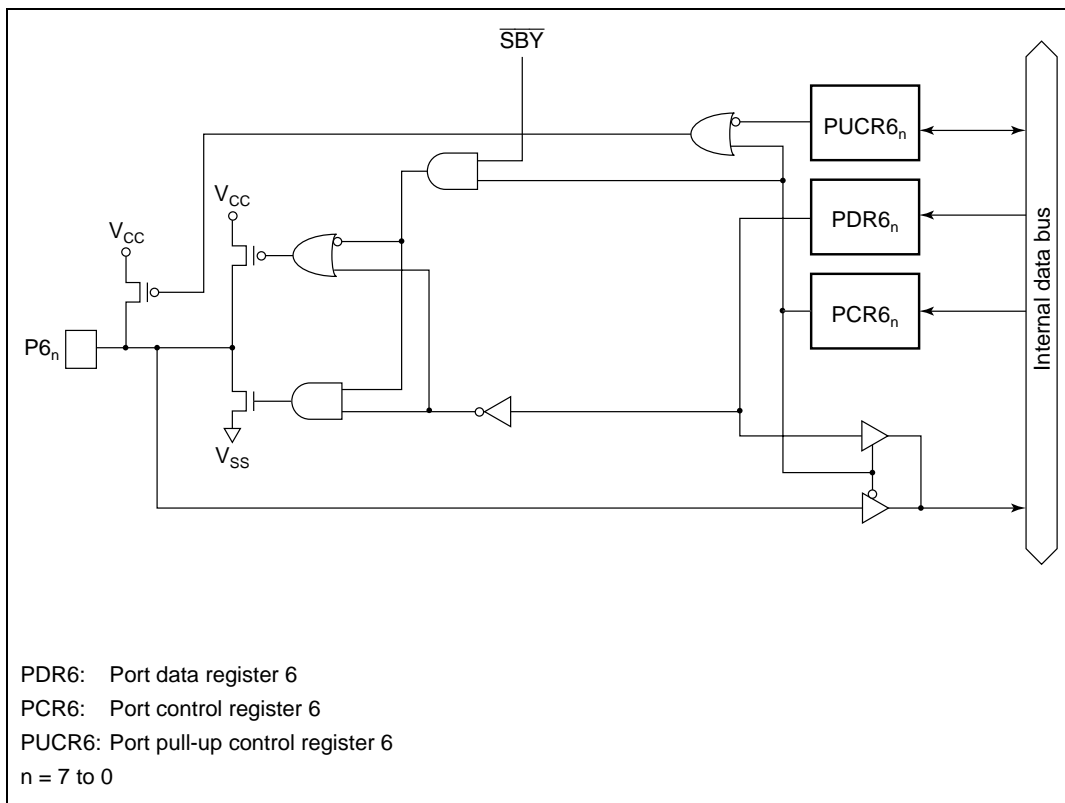 S̅B̅Y̅
PUCR6n
VCC
PDR6n
VCC
PCR6n
P6n
VSS
Internal data bus
PDR6: Port data register 6
PCR6: Port control register 6
PUCR6: Port pull-up control register 6
n = 7 to 0